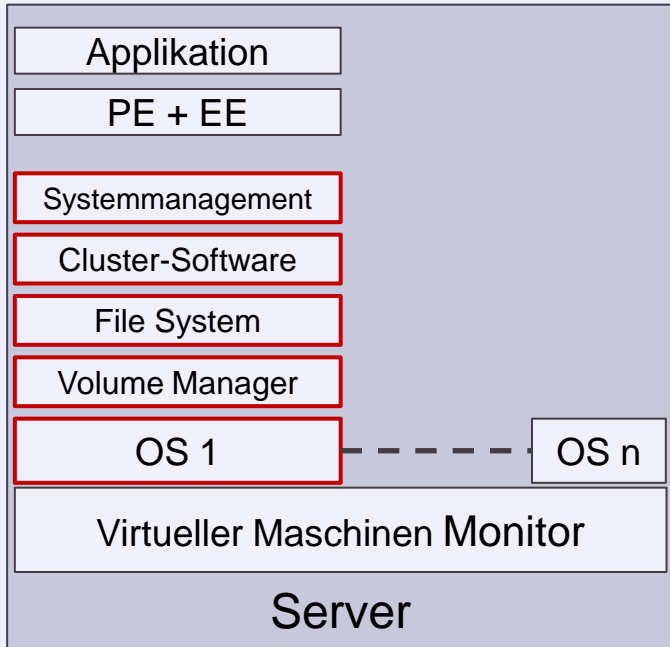 Applikation
PE + EE
Systemmanagement
Cluster-Software
File System
Volume Manager
OS 1
OS n
Virtueller Maschinen Monitor
Server